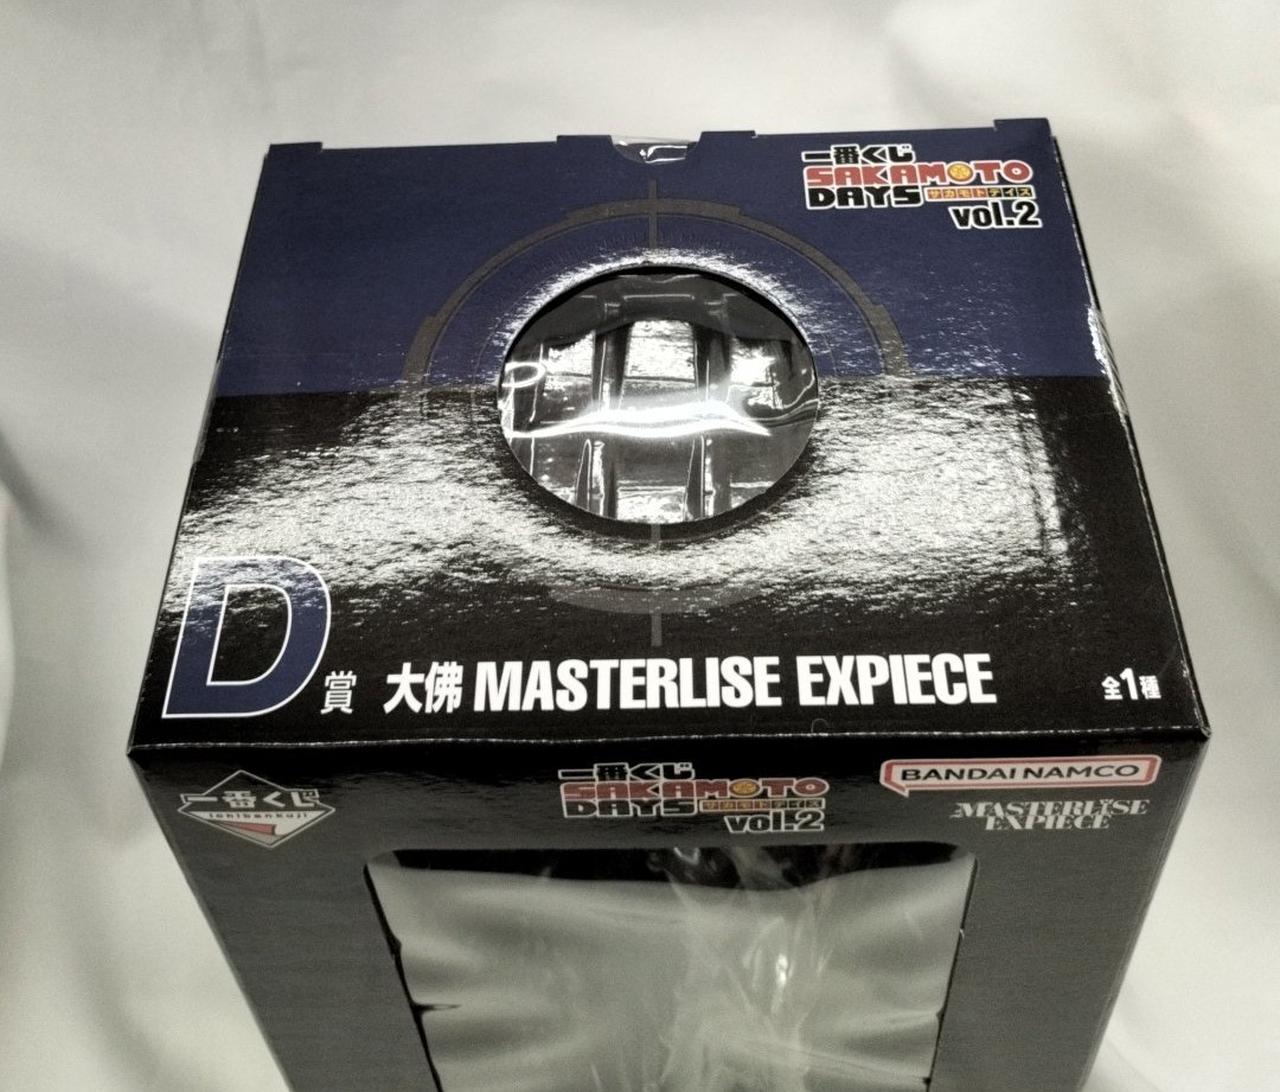 一番くじ
SAKAMOTO
DAYS サカモトデイズ
vol.2
D賞 大佛 MASTERLISE EXPIECE 全1種
一番くじ
ichibanKuji
一番くじ
SAKAMOTO
DAYS サカモトデイズ
vol.2
BANDAI NAMCO
MASTERLISE
EXPIECE